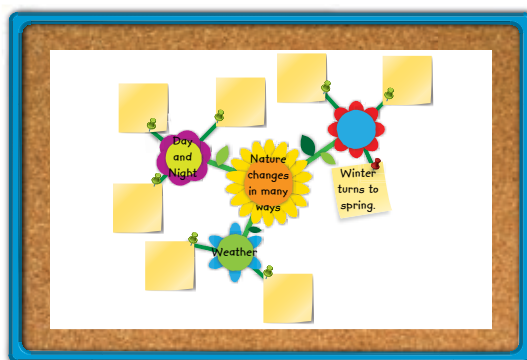 Day
and
Night
Nature
changes
in many
ways
Winter
turns to
spring.
Weather